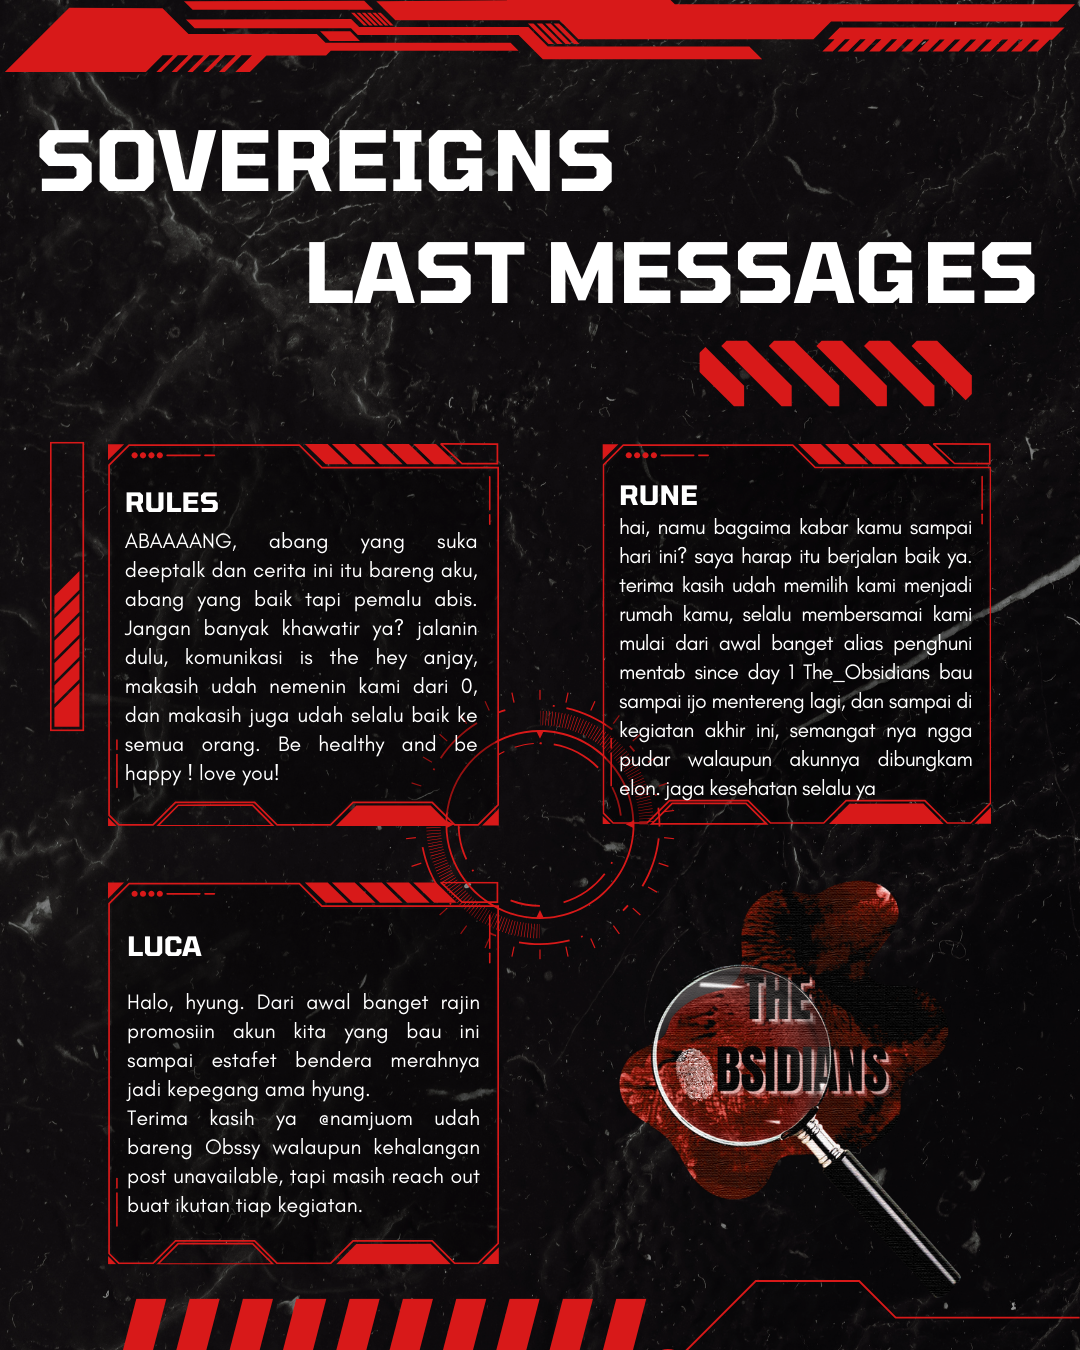 SOVEREIGNS
LAST MESSAGES
RULES
ABAAAANG, abang yang suka
deeptalk dan cerita ini itu bareng aku,
abang yang baik tapi pemalu abis.
Jangan banyak khawatir ya? jalanin
dulu, komunikasi is the hey anjay,
makasih udah nemenin kami dari 0,
dan makasih juga udah selalu baik ke
semua orang. Be healthy and be
happy ! love you!
RUNE
hai, namu bagaima kabar kamu sampai
hari ini? saya harap itu berjalan baik ya.
terima kasih udah memilih kami menjadi
rumah kamu, selalu membersamai kami
mulai dari awal banget alias penghuni
mentab since day 1 The_Obsidians bau
sampai ijo mentereng lagi, dan sampai di
kegiatan akhir ini, semangat nya ngga
pudar walaupun akunnya dibungkam
elon. jaga kesehatan selalu ya
LUCA
Halo, hyung. Dari awal banget rajin
promosiin akun kita yang bau ini
sampai estafet bendera merahnya
jadi kepegang ama hyung.
Terima kasih ya @namjuom udah
bareng Obssy walaupun kehalangan
post unavailable, tapi masih reach out
buat ikutan tiap kegiatan.
THE
BSIDIANS